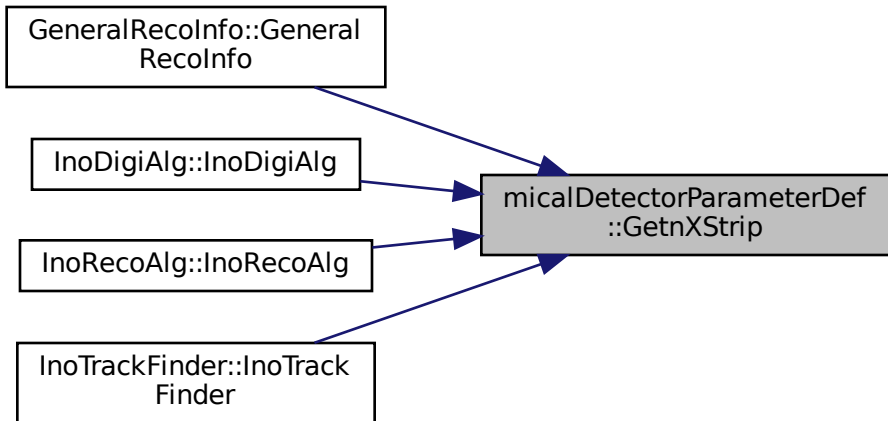 GeneralRecoInfo::General
RecoInfo
InoDigiAlg::InoDigiAlg
micalDetectorParameterDef
::GetnXStrip
InoRecoAlg::InoRecoAlg
InoTrackFinder::InoTrack
Finder